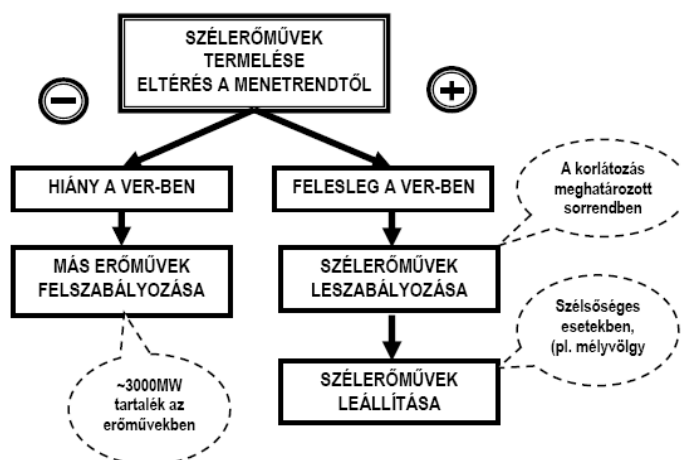 SZÉLERŐMŰVEK
TERMELÉSE
ELTÉRÉS A MENETRENDTŐL
HIÁNY A VER-BEN
FELESLEG A VER-BEN
A korlátozás
meghatározott
sorrendben
MÁS ERŐMŰVEK
FELSZABÁLYOZÁSA
SZÉLERŐMŰVEK
LESZABÁLYOZÁSA
Szélsőséges
esetekben,
(pl. mélyvölgy
~3000MW
tartalék az
erőművekben
SZÉLERŐMŰVEK
LEÁLLÍTÁSA